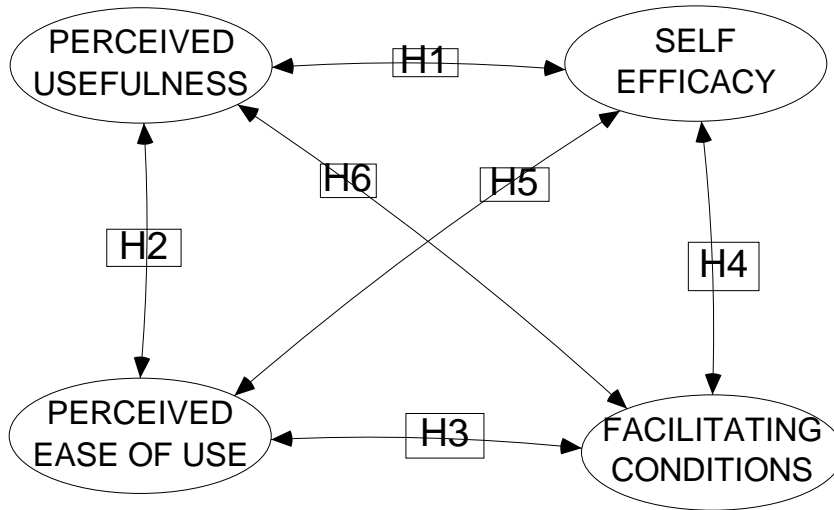 PERCEIVED
USEFULNESS
H1
SELF
EFFICACY
H6
H5
H2
H4
PERCEIVED
EASE OF USE
H3
FACILITATING
CONDITIONS